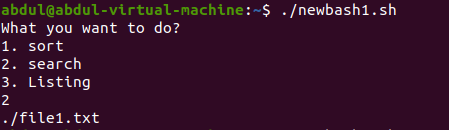 abdul@abdul-virtual-machine:~$ ./newbash1.sh
What you want to do?
1. sort
2. search
3. Listing
2
./file1.txt